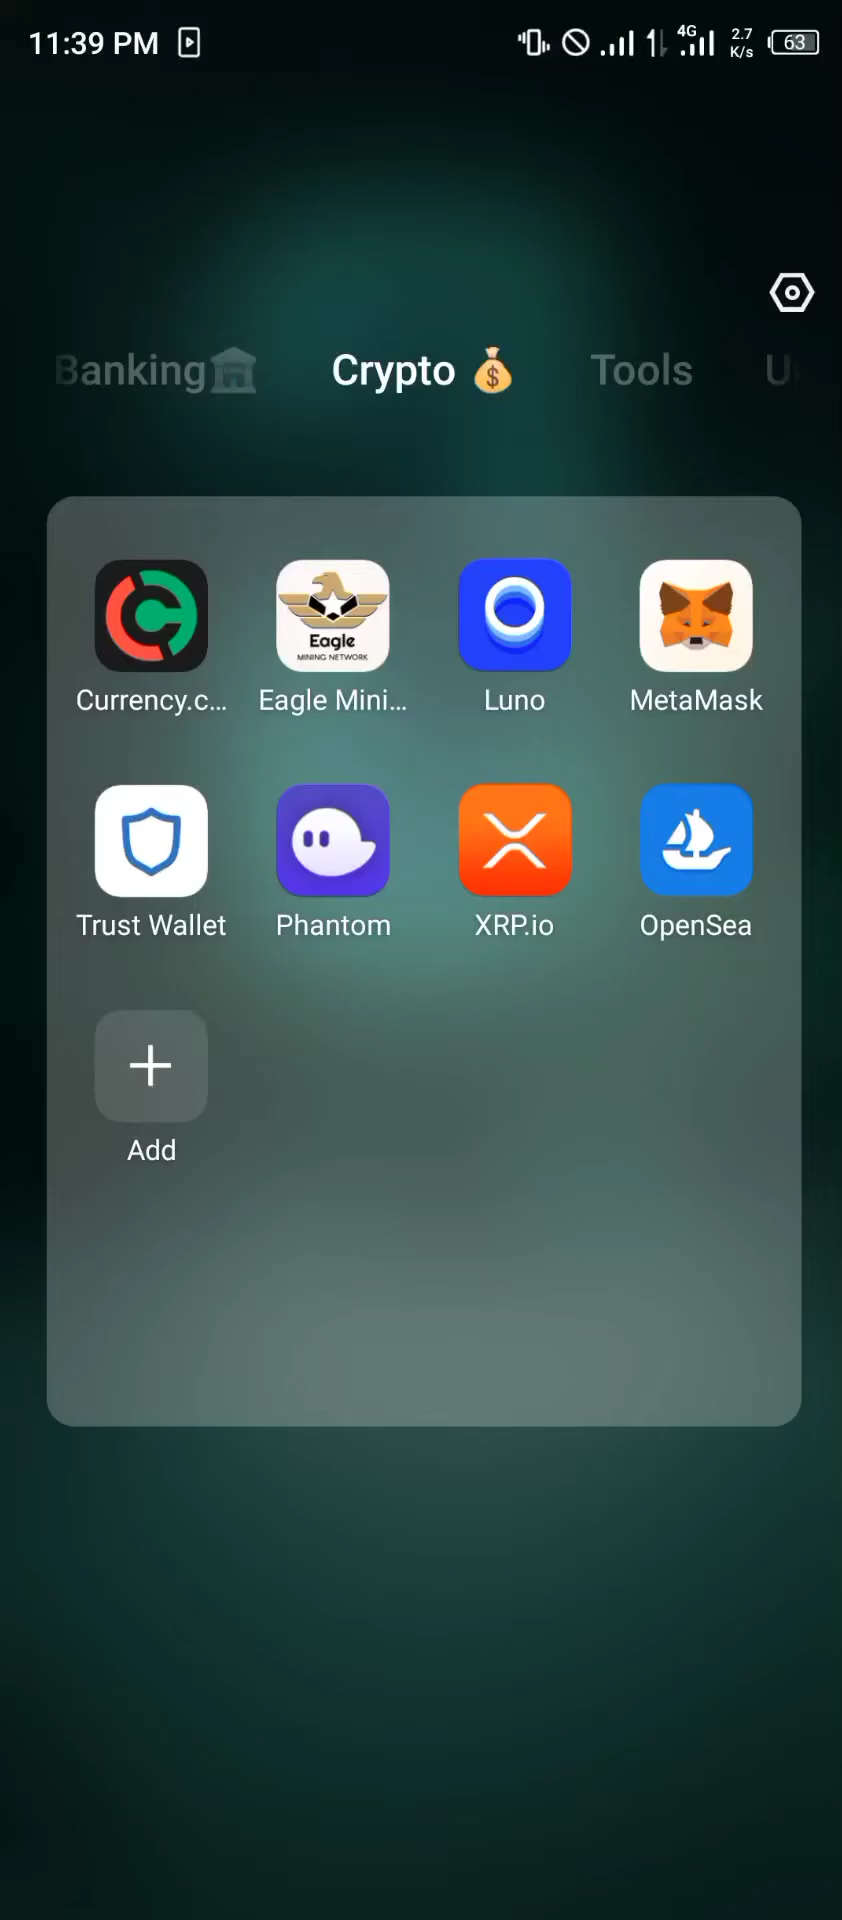 11:39 PM 4G 2.7 K/s 63
Banking🏛 Crypto 💰 Tools
Eagle
MINING NETWORK
Currency.c... Eagle Mini... Luno MetaMask
Trust Wallet Phantom XRP.io OpenSea
Add